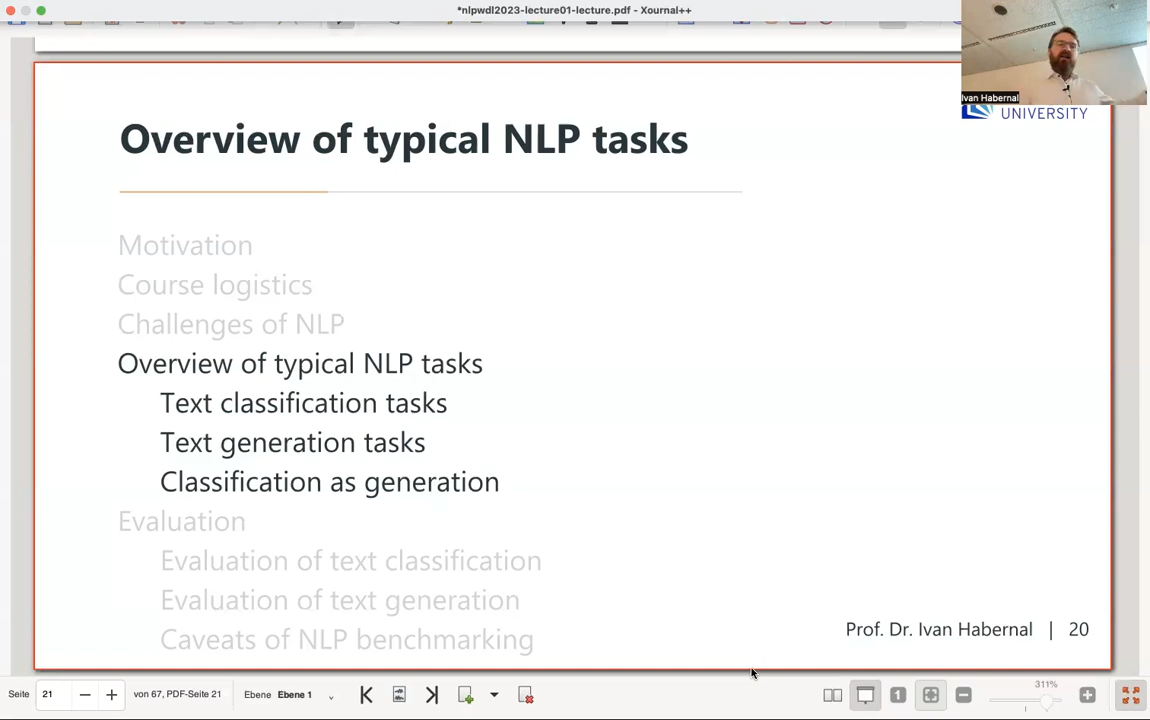 *nlpwdl2023-lecture01-lecture.pdf - Xournal++
Ivan Habernal
UNIVERSITY
Overview of typical NLP tasks
Motivation
Course logistics
Challenges of NLP
Overview of typical NLP tasks
Text classification tasks
Text generation tasks
Classification as generation
Evaluation
Evaluation of text classification
Evaluation of text generation
Caveats of NLP benchmarking
Prof. Dr. Ivan Habernal | 20
Seite 21 von 67, PDF-Seite 21 Ebene Ebene 1 1 311%